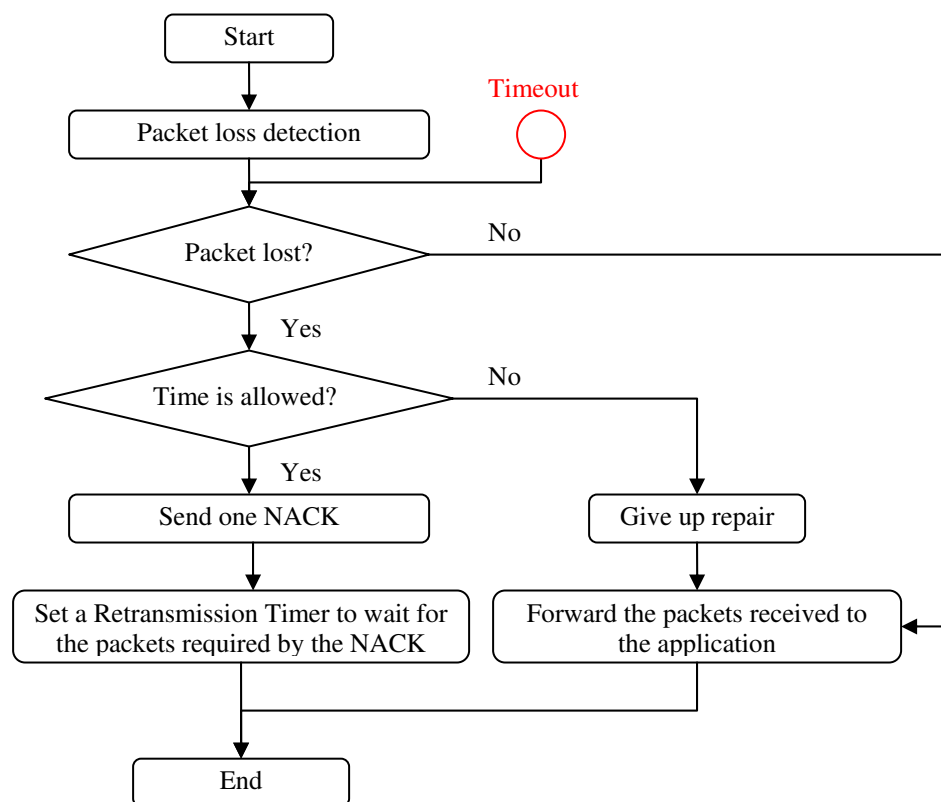 Start
Timeout
Packet loss detection
Packet lost?
No
Yes
Time is allowed?
No
Yes
Send one NACK
Give up repair
Set a Retransmission Timer to wait for
the packets required by the NACK
Forward the packets received to
the application
End